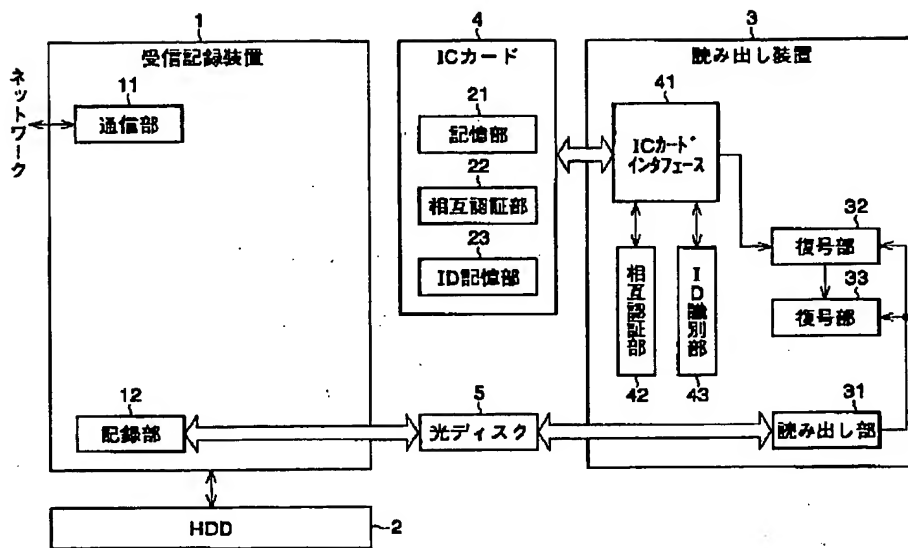 1
受信記録装置
ネットワーク
11
通信部
12
記録部
HDD
2
4
ICカード
21
記憶部
22
相互認証部
23
ID記憶部
5
光ディスク
3
読み出し装置
41
ICカード
インタフェース
相互認証部
42
ID識別部
43
32
復号部
33
復号部
31
読み出し部